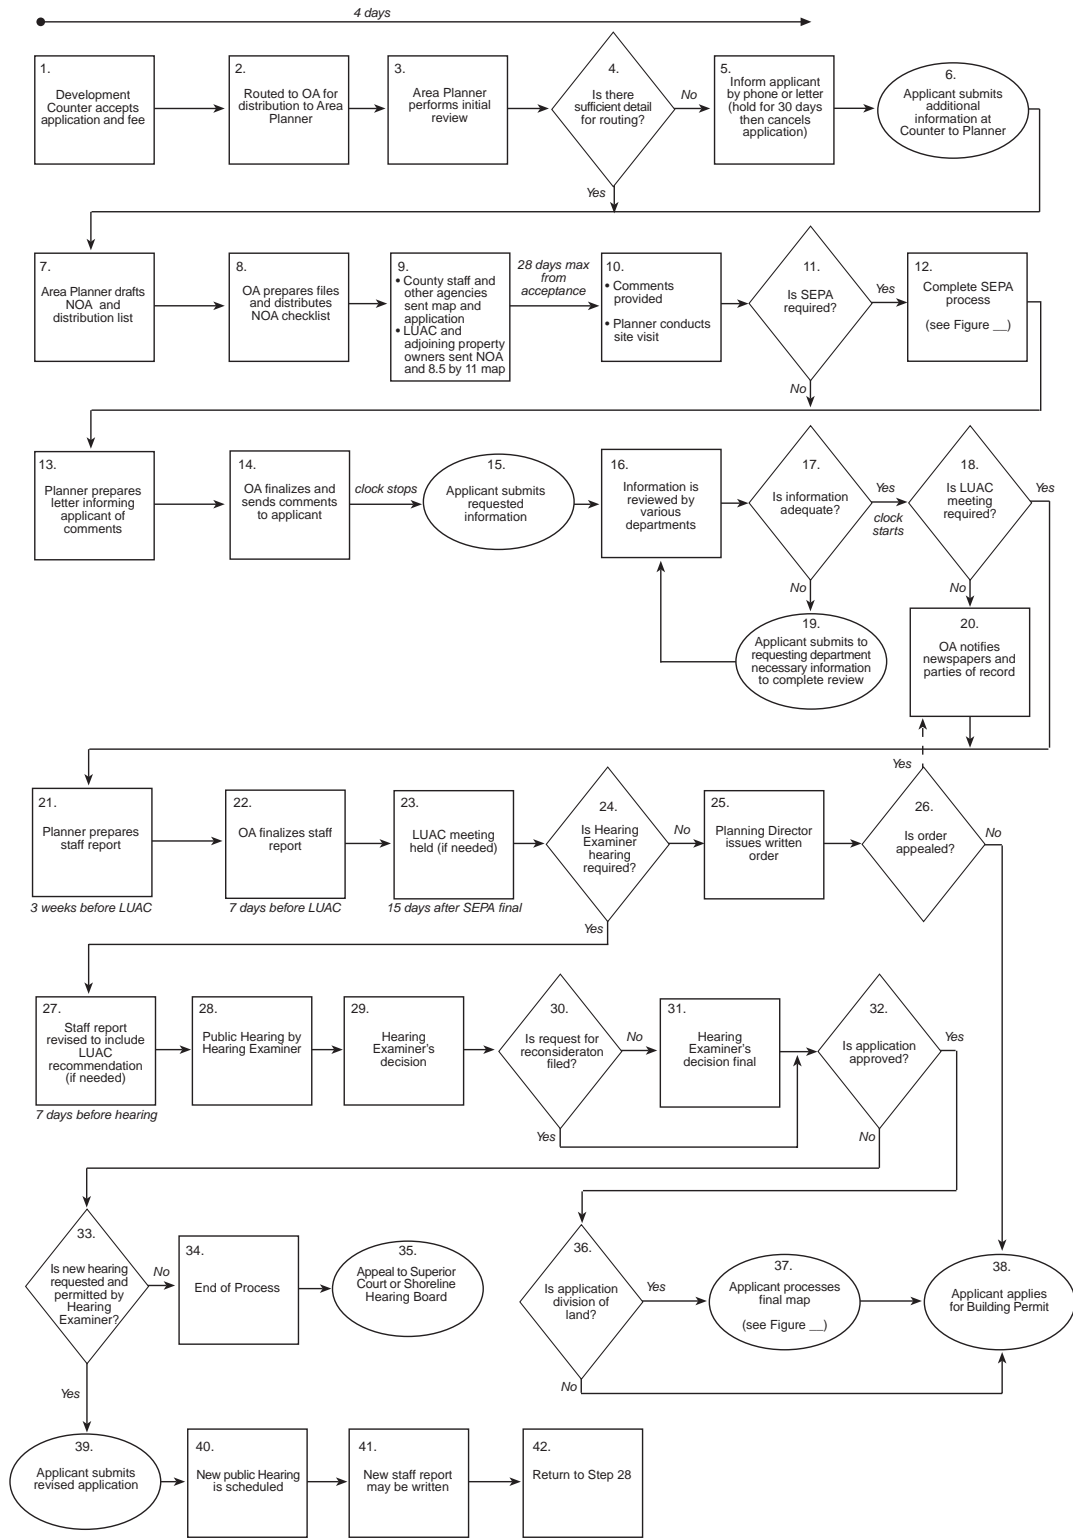 4 days
1.
Development
Counter accepts
application and fee
2.
Routed to OA for
distribution to Area
Planner
3.
Area Planner
performs initial
review
4.
Is there
sufficient detail
for routing?
No
Yes
5.
Inform applicant
by phone or letter
(hold for 30 days
then cancels
application)
6.
Applicant submits
additional
information at
Counter to Planner
7.
Area Planner drafts
NOA and
distribution list
8.
OA prepares files
and distributes
NOA checklist
9.
• County staff and
other agencies
sent map and
application
• LUAC and
adjoining property
owners sent NOA
and 8.5 by 11 map
28 days max
from
acceptance
10.
• Comments
provided
• Planner conducts
site visit
11.
Is SEPA
required?
Yes
No
12.
Complete SEPA
process
(see Figure __)
13.
Planner prepares
letter informing
applicant of
comments
14.
OA finalizes and
sends comments
to applicant
clock stops
15.
Applicant submits
requested
information
16.
Information is
reviewed by
various
departments
17.
Is information
adequate?
Yes
clock
starts
No
18.
Is LUAC
meeting
required?
Yes
No
19.
Applicant submits to
requesting department
necessary information
to complete review
20.
OA notifies
newspapers and
parties of record
21.
Planner prepares
staff report
3 weeks before LUAC
22.
OA finalizes staff
report
7 days before LUAC
23.
LUAC meeting
held (if needed)
15 days after SEPA final
24.
Is Hearing
Examiner
hearing
required?
No
Yes
25.
Planning Director
issues written
order
Yes
26.
Is order
appealed?
No
27.
Staff report
revised to include
LUAC
recommendation
(if needed)
7 days before hearing
28.
Public Hearing by
Hearing Examiner
29.
Hearing
Examiner's
decision
30.
Is request for
reconsideraton
filed?
No
Yes
31.
Hearing
Examiner's
decision final
32.
Is application
approved?
Yes
No
33.
Is new hearing
requested and
permitted by
Hearing
Examiner?
No
Yes
34.
End of Process
35.
Appeal to Superior
Court or Shoreline
Hearing Board
36.
Is application
division of
land?
Yes
No
37.
Applicant processes
final map
(see Figure __)
38.
Applicant applies
for Building Permit
39.
Applicant submits
revised application
40.
New public Hearing
is scheduled
41.
New staff report
may be written
42.
Return to Step 28